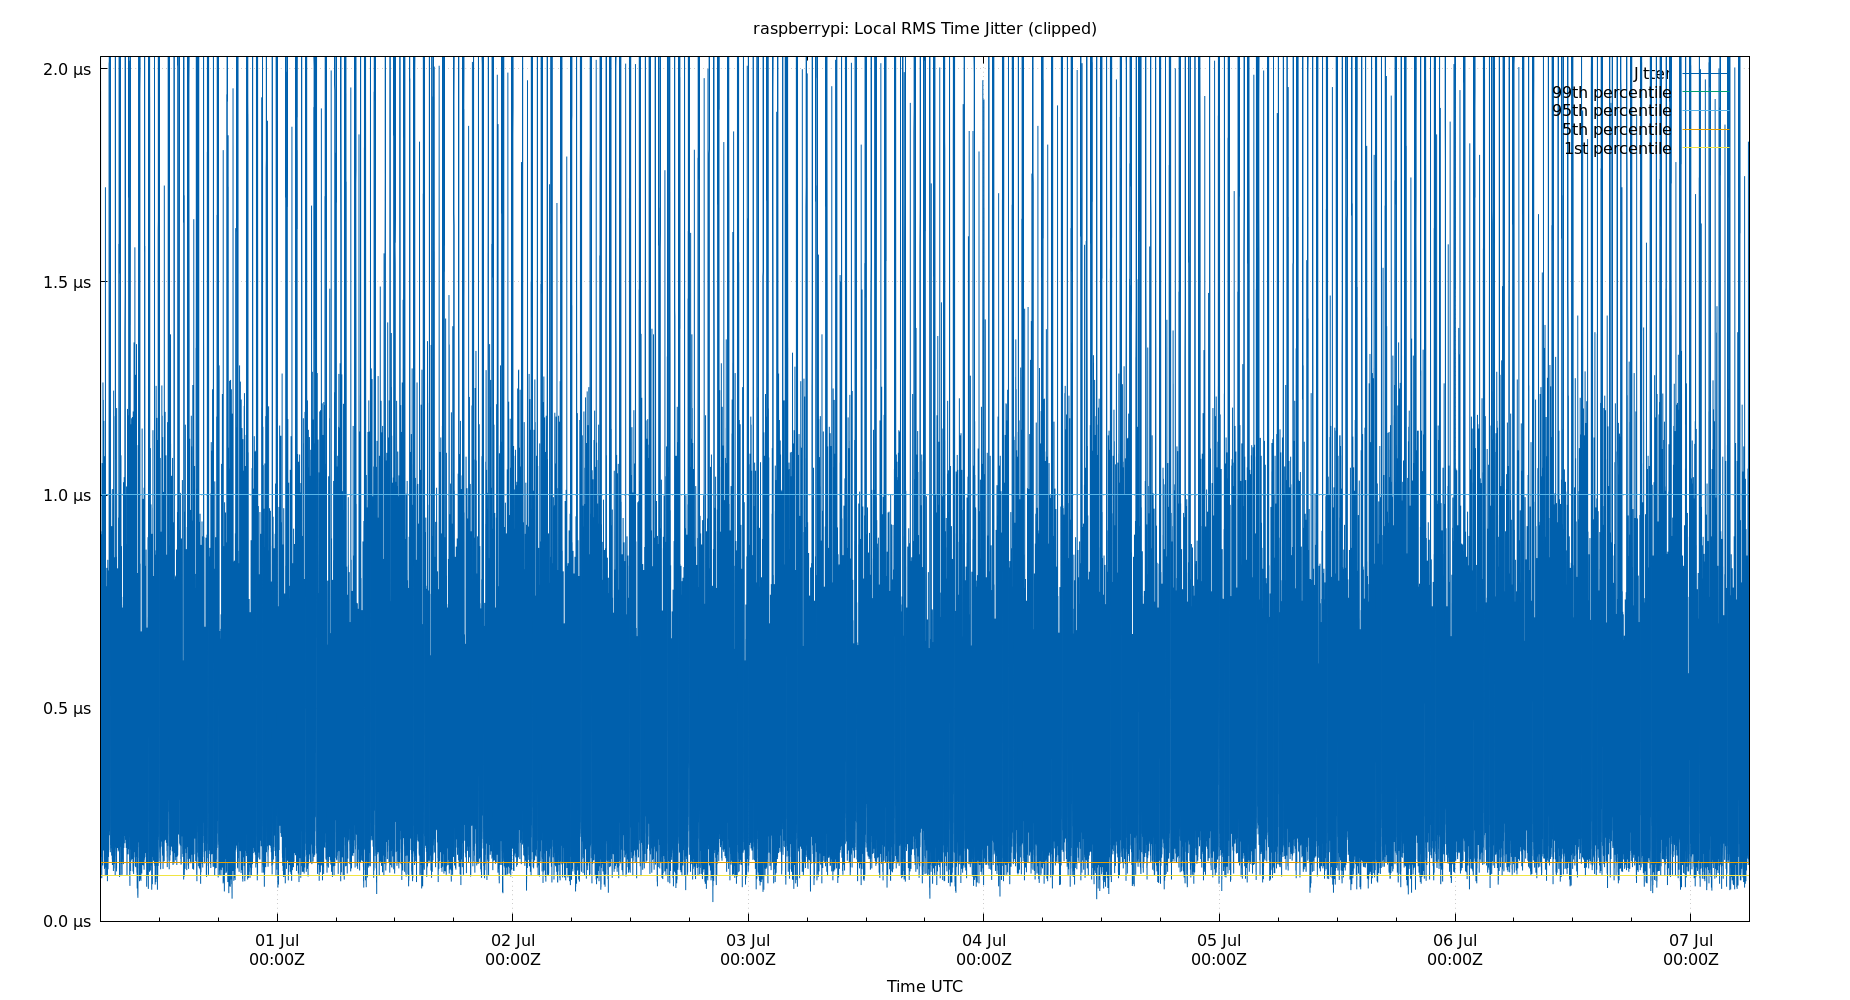 raspberrypi: Local RMS Time Jitter (clipped)
2.0 µs
1.5 µs
1.0 µs
0.5 µs
0.0 µs
Jitter
99th percentile
95th percentile
5th percentile
1st percentile
01 Jul
00:00Z
02 Jul
00:00Z
03 Jul
00:00Z
04 Jul
00:00Z
05 Jul
00:00Z
06 Jul
00:00Z
07 Jul
00:00Z
Time UTC